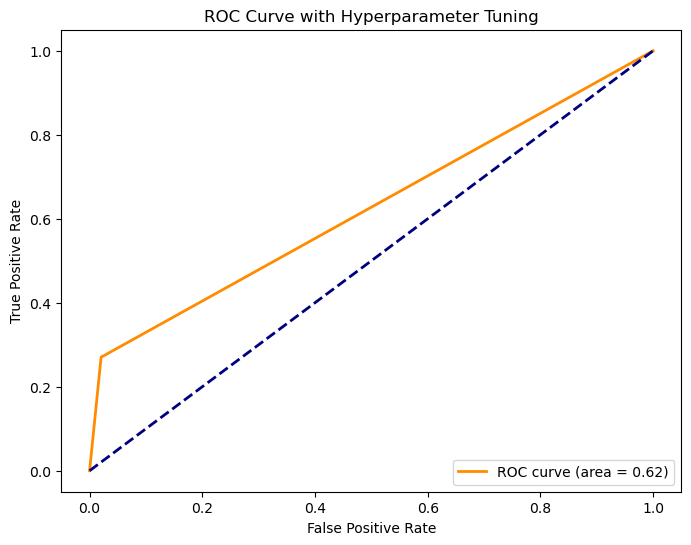 ROC Curve with Hyperparameter Tuning
1.0
0.8
0.6
0.4
0.2
0.0
True Positive Rate
ROC curve (area = 0.62)
0.0 0.2 0.4 0.6 0.8 1.0
False Positive Rate